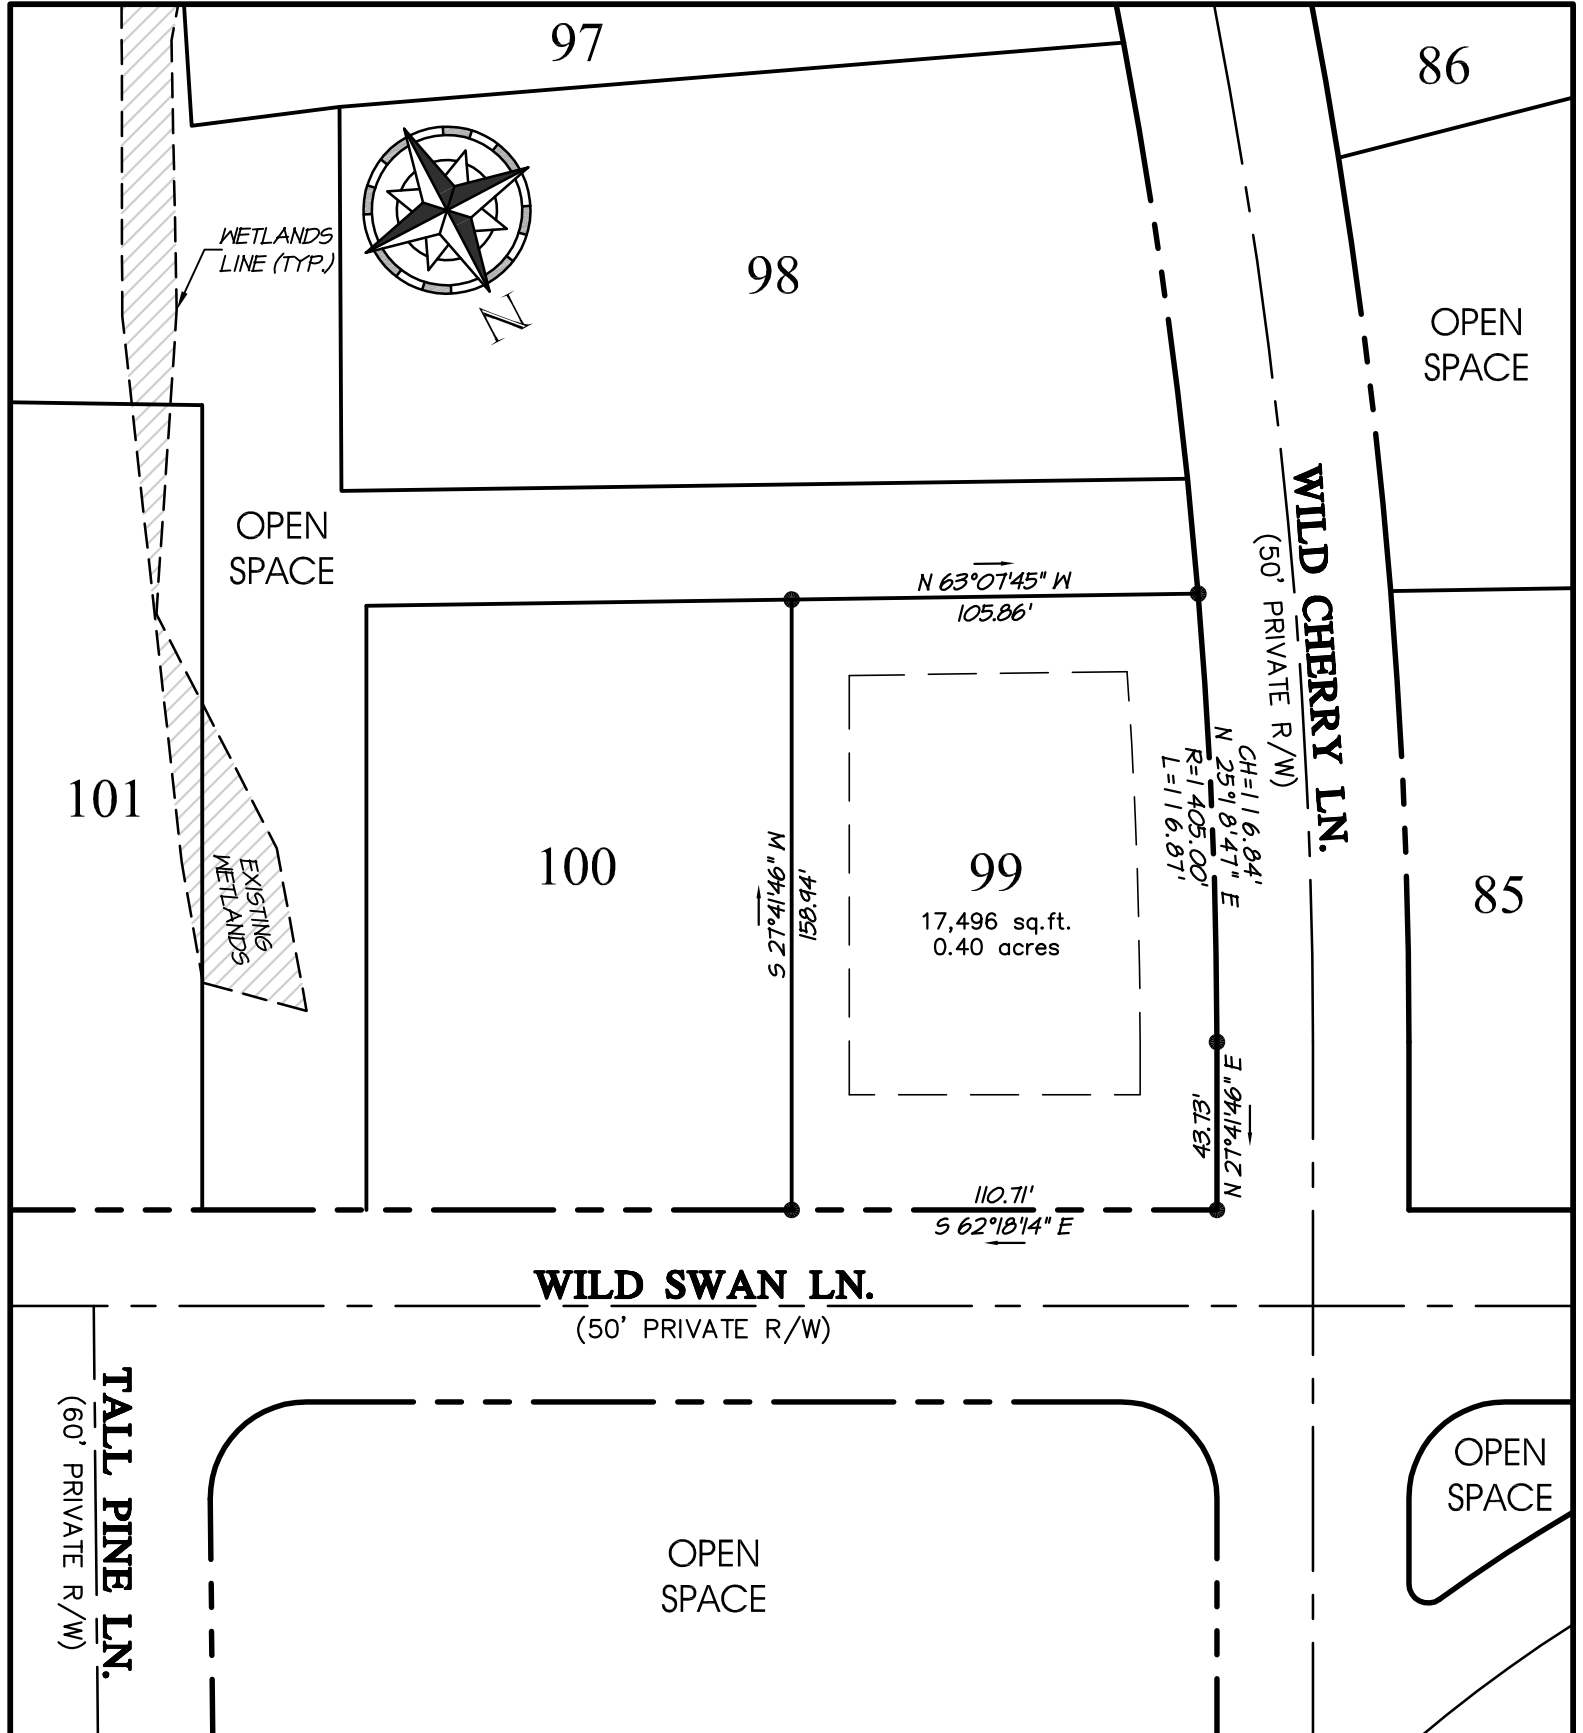 97
86
98
WETLANDS
LINE (TYP.)
N
OPEN
SPACE
OPEN
SPACE
WILD CHERRY LN.
(50' PRIVATE R/W)
N 63°07'45" W
105.86'
101
100
99
17,496 sq.ft.
0.40 acres
85
S 27°41'46" W
158.94'
CH=116.84'
N 25°18'47" E
R=1405.00'
L=116.87'
EXISTING
WETLANDS
N 27°41'46" E
43.73'
110.71'
S 62°18'14" E
WILD SWAN LN.
(50' PRIVATE R/W)
TALL PINE LN.
(60' PRIVATE R/W)
OPEN
SPACE
OPEN
SPACE